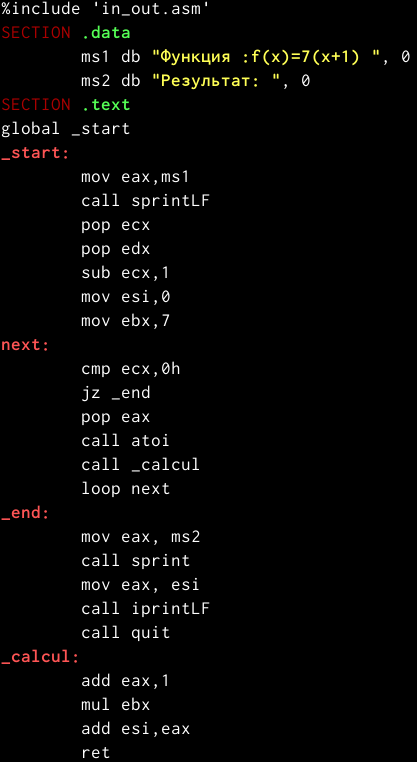 %include 'in_out.asm'
SECTION .data
ms1 db "Функция :f(x)=7(x+1) ", 0
ms2 db "Результат: ", 0
SECTION .text
global _start
_start:
mov eax,ms1
call sprintLF
pop ecx
pop edx
sub ecx,1
mov esi,0
mov ebx,7
next:
cmp ecx,0h
jz _end
pop eax
call atoi
call _calcul
loop next
_end:
mov eax, ms2
call sprint
mov eax, esi
call iprintLF
call quit
_calcul:
add eax,1
mul ebx
add esi,eax
ret